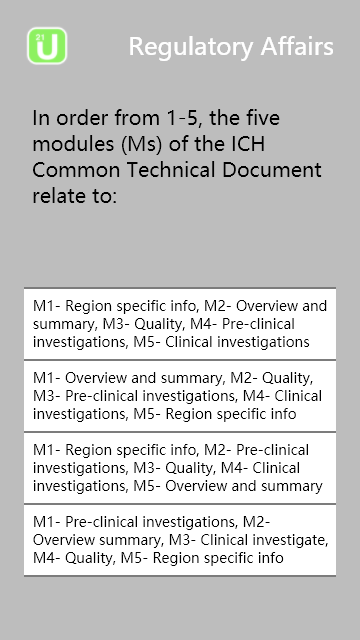 21
U
Regulatory Affairs
In order from 1-5, the five
modules (Ms) of the ICH
Common Technical Document
relate to:
M1- Region specific info, M2- Overview and
summary, M3- Quality, M4- Pre-clinical
investigations, M5- Clinical investigations
M1- Overview and summary, M2- Quality,
M3- Pre-clinical investigations, M4- Clinical
investigations, M5- Region specific info
M1- Region specific info, M2- Pre-clinical
investigations, M3- Quality, M4- Clinical
investigations, M5- Overview and summary
M1- Pre-clinical investigations, M2-
Overview summary, M3- Clinical investigate,
M4- Quality, M5- Region specific info